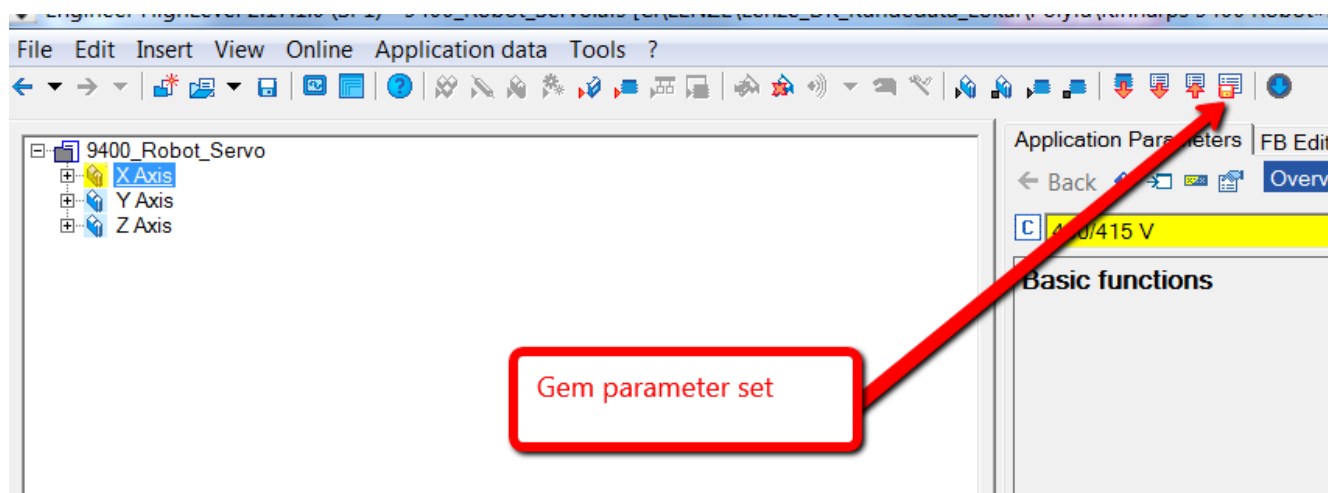 File Edit Insert View Online Application data Tools ?
9400_Robot_Servo
X Axis
Y Axis
Z Axis
Application Parameters FB Edit
Back Overv
C /415 V
Basic functions
Gem parameter set